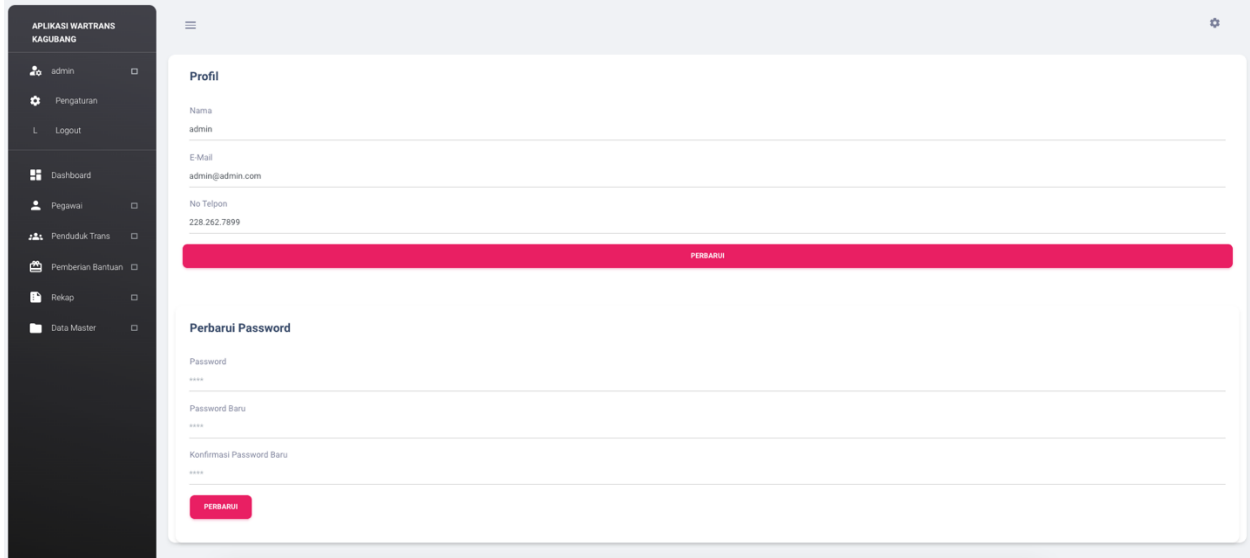 APLIKASI WARTRANS
KAGUBANG
admin
Pengaturan
L Logout
Dashboard
Pegawai
Penduduk Trans
Pemberian Bantuan
Rekap
Data Master
Profil
Nama
admin
E-Mail
admin@admin.com
No Telpon
228.262.7899
PERBARUI
Perbarui Password
Password
****
Password Baru
****
Konfirmasi Password Baru
****
PERBARUI